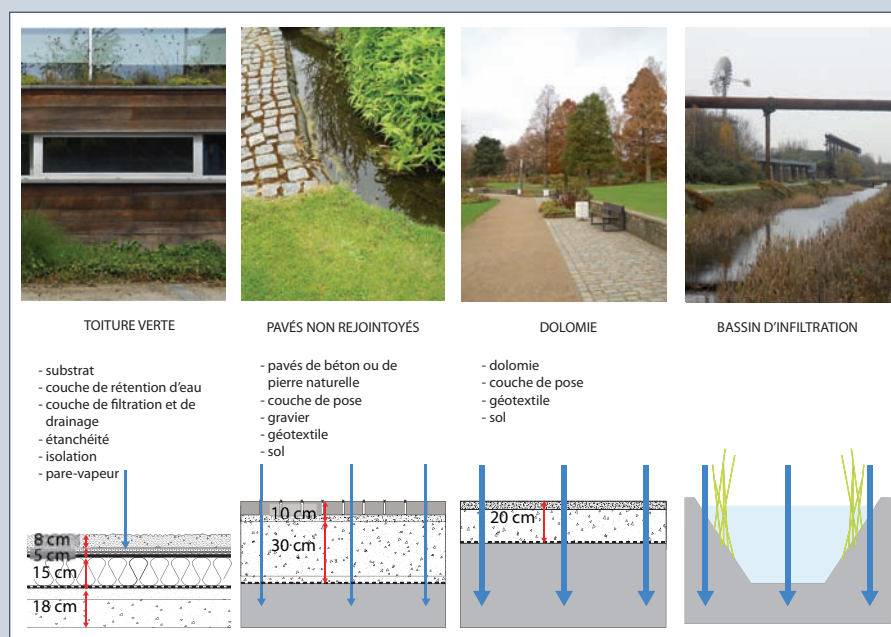 TOITURE VERTE
- substrat
- couche de rétention d'eau
- couche de filtration et de
drainage
- étanchéité
- isolation
- pare-vapeur
8 cm
5 cm
15 cm
18 cm
PAVÉS NON REJOINTOYÉS
- pavés de béton ou de
pierre naturelle
- couche de pose
- gravier
- géotextile
- sol
10 cm
30 cm
DOLOMIE
- dolomie
- couche de pose
- géotextile
- sol
20 cm
BASSIN D'INFILTRATION